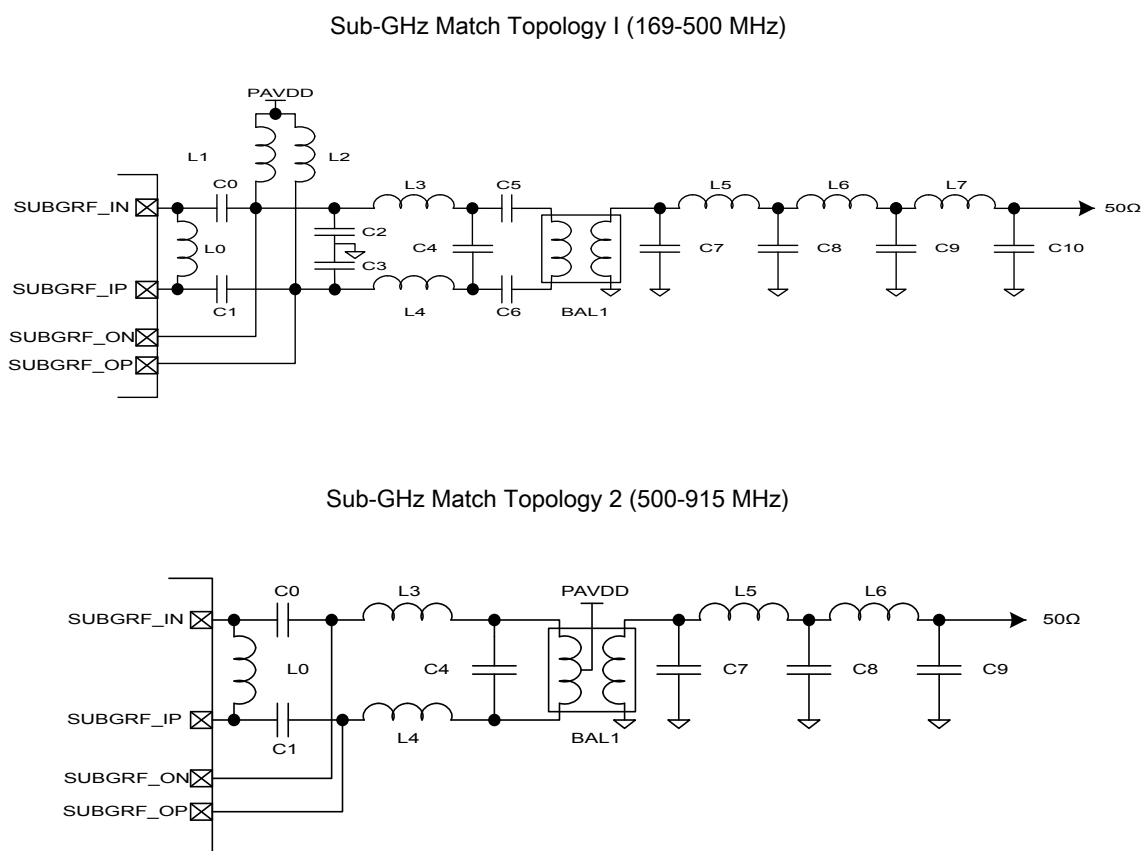 Sub-GHz Match Topology I (169-500 MHz)
PAVDD
L1
L2
C0
L3
C5
L5
L6
L7
SUBGRF_IN
50Ω
L0
C2
C3
C4
C7
C8
C9
C10
SUBGRF_IP
C1
L4
C6
BAL1
SUBGRF_ON
SUBGRF_OP
Sub-GHz Match Topology 2 (500-915 MHz)
C0
L3
PAVDD
L5
L6
SUBGRF_IN
50Ω
L0
C4
C7
C8
C9
SUBGRF_IP
C1
L4
BAL1
SUBGRF_ON
SUBGRF_OP